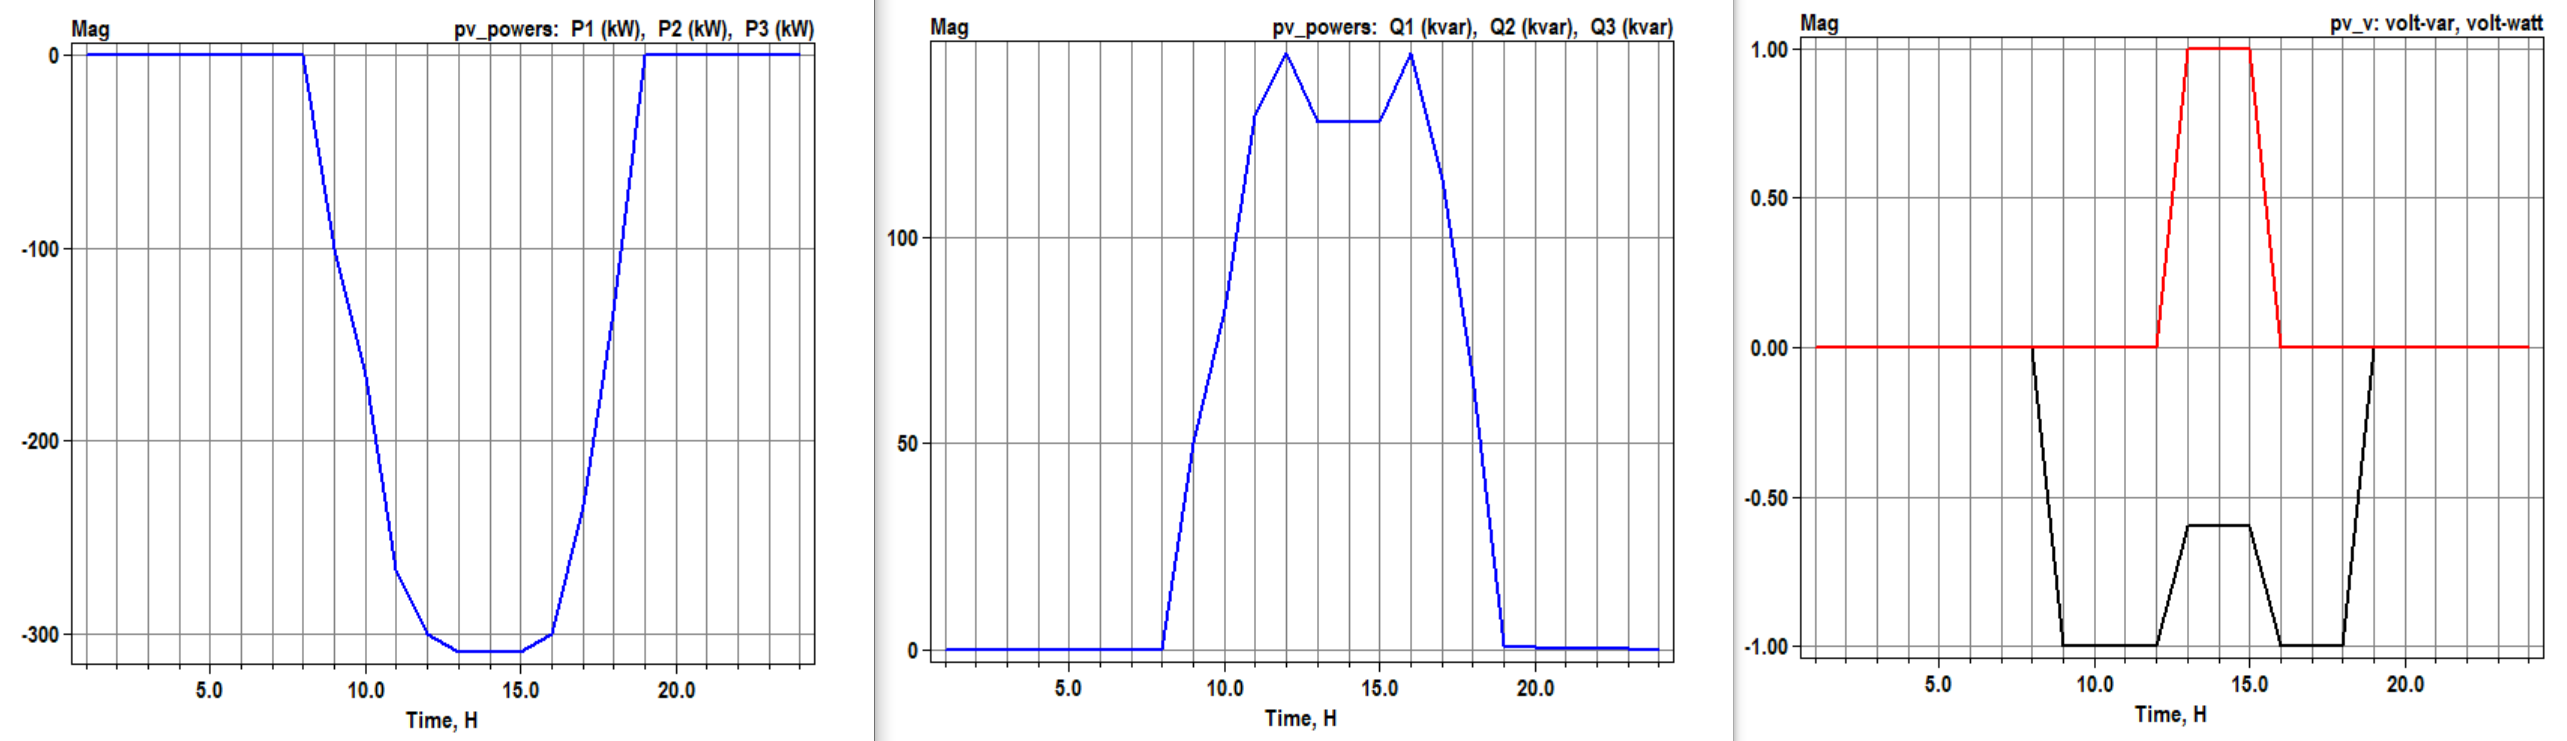 Mag pv_powers: P1 (kW), P2 (kW), P3 (kW)
0
-100
-200
-300
5.0 10.0 15.0 20.0
Time, H
Mag pv_powers: Q1 (kvar), Q2 (kvar), Q3 (kvar)
100
50
0
5.0 10.0 15.0 20.0
Time, H
Mag pv_v: volt-var, volt-watt
1.00
0.50
0.00
-0.50
-1.00
5.0 10.0 15.0 20.0
Time, H